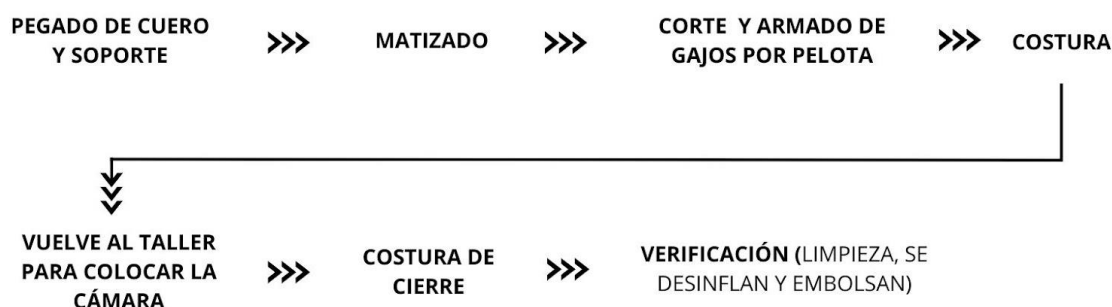 PEGADO DE CUERO
Y SOPORTE
MATIZADO
CORTE Y ARMADO DE
GAJOS POR PELOTA
COSTURA
VUELVE AL TALLER
PARA COLOCAR LA
CÁMARA
COSTURA DE
CIERRE
VERIFICACIÓN (LIMPIEZA, SE
DESINFLAN Y EMBOLSAN)